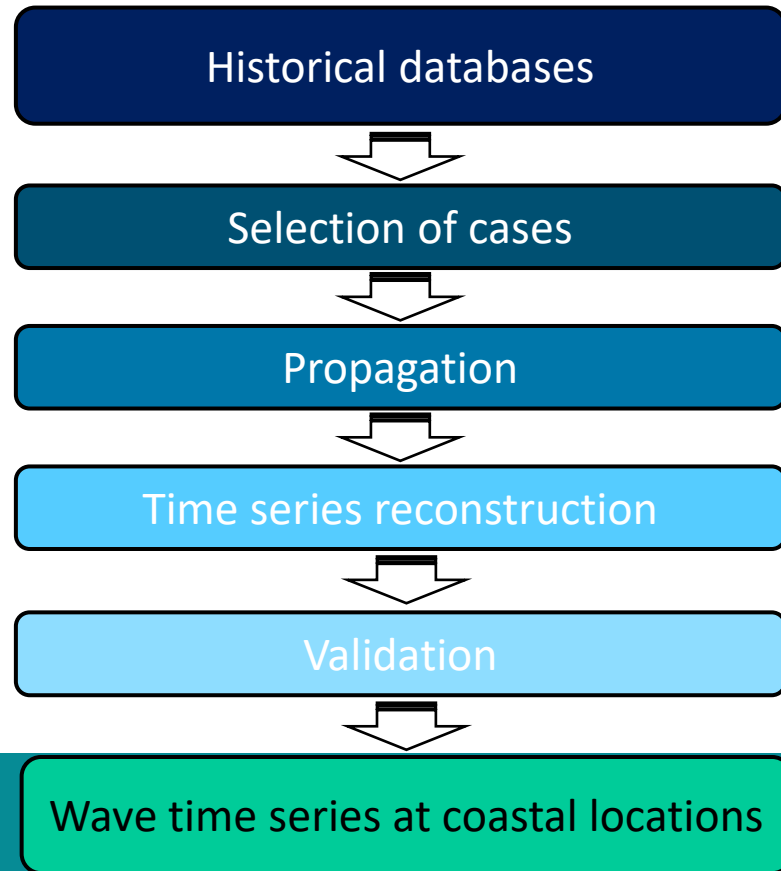 Historical databases
Selection of cases
Propagation
Time series reconstruction
Validation
Wave time series at coastal locations